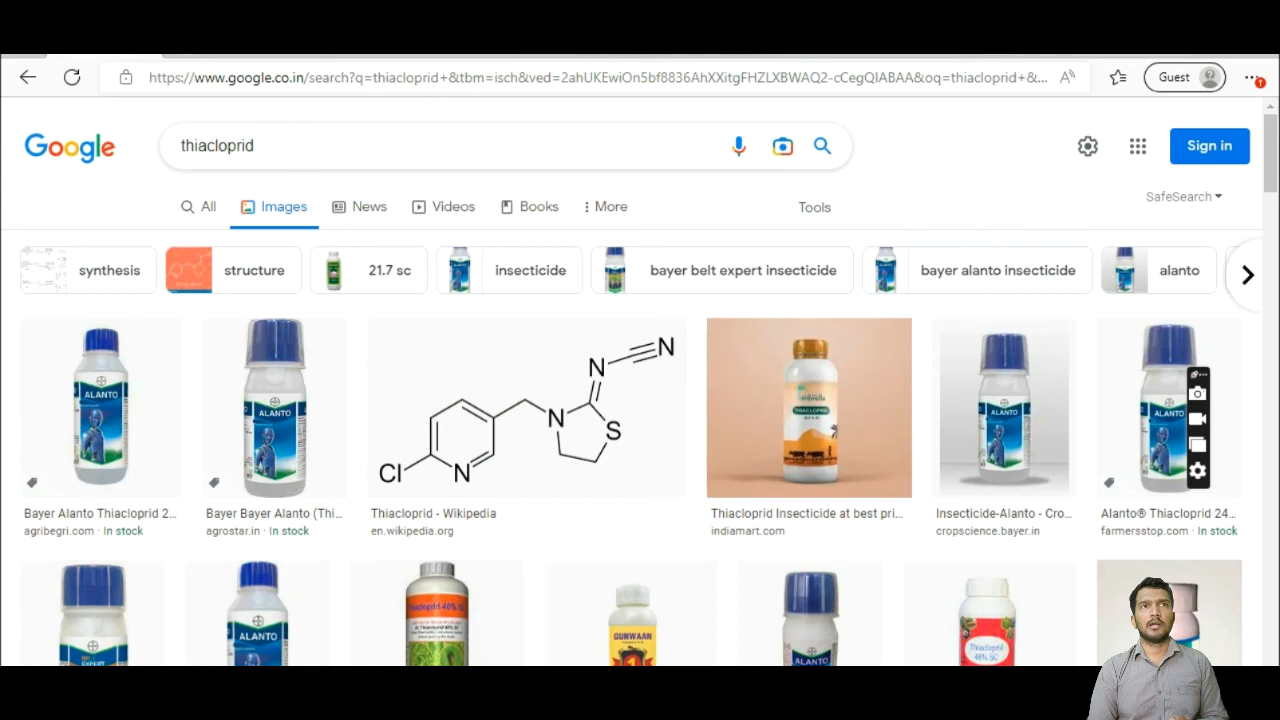 https://www.google.co.in/search?q=thiacloprid+&tbm=isch&ved=2ahUKEwiOn5bf8836AhXXitgFHZLXBWAQ2-cCegQIABAA&oq=thiacloprid+&...
Guest
Google
thiacloprid
Sign in
All
Images
News
Videos
Books
More
Tools
SafeSearch
synthesis
structure
21.7 sc
insecticide
bayer belt expert insecticide
bayer alanto insecticide
alanto
ALANTO
ALANTO
Cl
N
N
S
N
N
THIACLOPRID
ALANTO
ALANTO
Bayer Alanto Thiacloprid 2...
agribegri.com · In stock
Bayer Bayer Alanto (Thi...
agrostar.in · In stock
Thiacloprid - Wikipedia
en.wikipedia.org
Thiacloprid Insecticide at best pri...
indiamart.com
Insecticide-Alanto - Cro...
cropscience.bayer.in
Alanto® Thiacloprid 24...
farmersstop.com · In stock
EXPERT
ALANTO
Thiacloprid 48% SC
GUNWAAN
ALANTO
Thiacloprid
48% SC